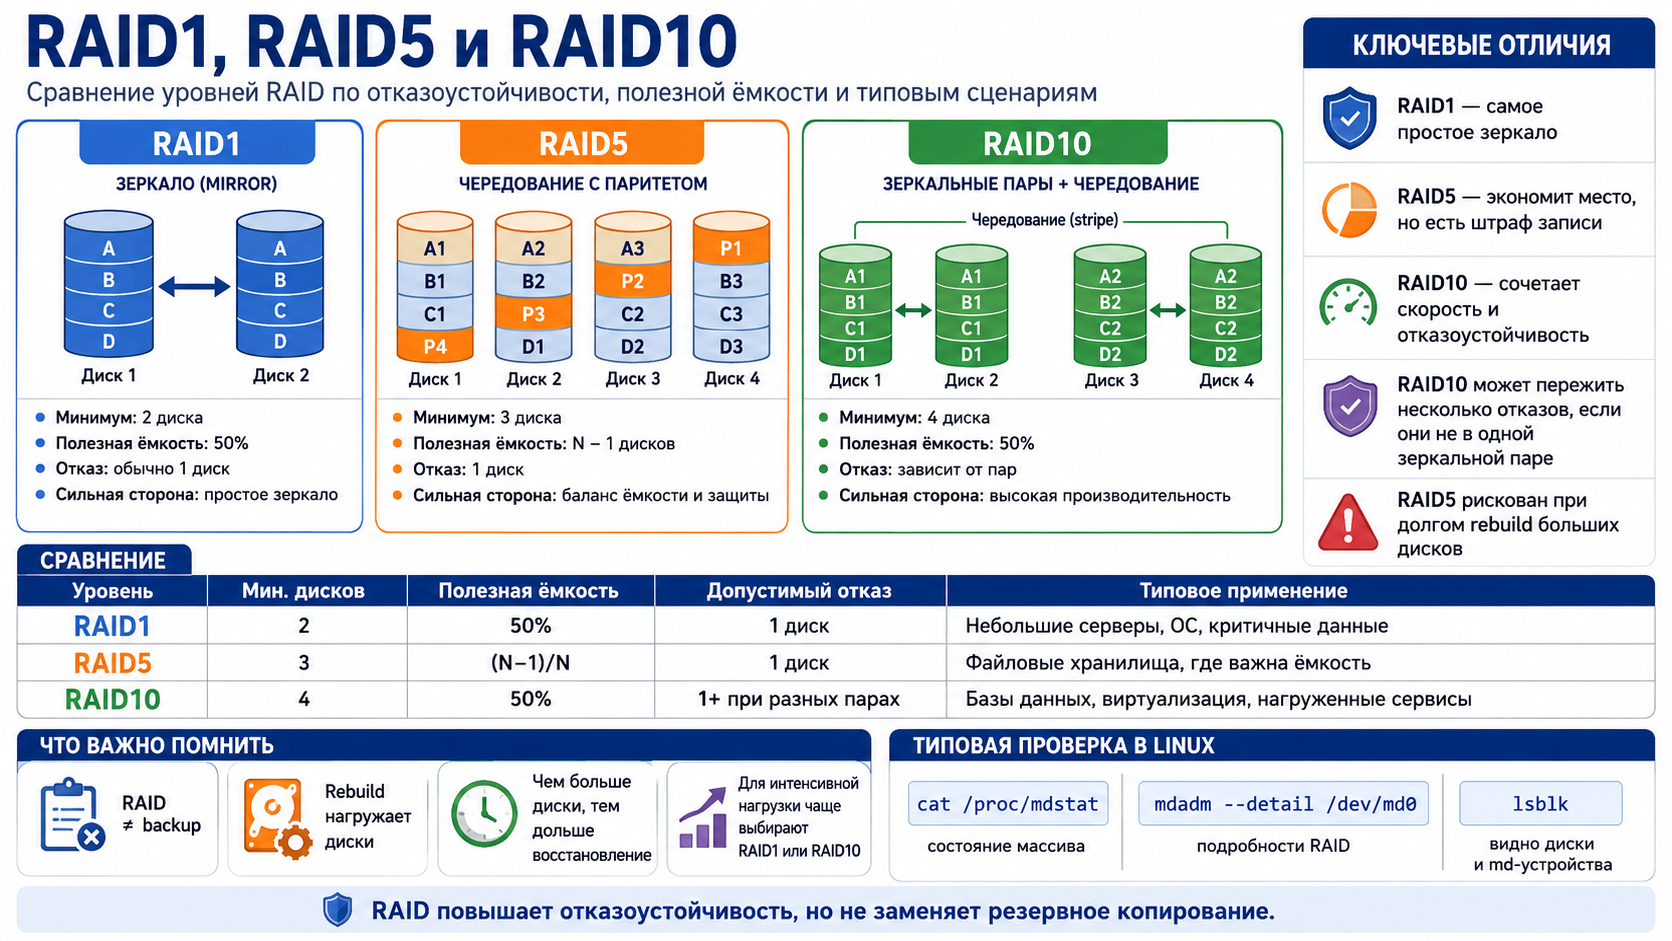 RAID1, RAID5 и RAID10
Сравнение уровней RAID по отказоустойчивости, полезной ёмкости и типовым сценариям
RAID1
ЗЕРКАЛО (MIRROR)
A A
B B
C C
D D
Диск 1 Диск 2
Минимум: 2 диска
Полезная ёмкость: 50%
Отказ: обычно 1 диск
Сильная сторона: простое зеркало
RAID5
ЧЕРЕДОВАНИЕ С ПАРИТЕТОМ
A1 A2 A3 P1
B1 B2 P2 B3
C1 P3 C2 C3
P4 D1 D2 D3
Диск 1 Диск 2 Диск 3 Диск 4
Минимум: 3 диска
Полезная ёмкость: N – 1 дисков
Отказ: 1 диск
Сильная сторона: баланс ёмкости и защиты
RAID10
ЗЕРКАЛЬНЫЕ ПАРЫ + ЧЕРЕДОВАНИЕ
Чередование (stripe)
A1 A1 A2 A2
B1 B1 B2 B2
C1 C1 C2 C2
D1 D1 D2 D2
Диск 1 Диск 2 Диск 3 Диск 4
Минимум: 4 диска
Полезная ёмкость: 50%
Отказ: зависит от пар
Сильная сторона: высокая производительность
КЛЮЧЕВЫЕ ОТЛИЧИЯ
RAID1 — самое
простое зеркало
RAID5 — экономит место,
но есть штраф записи
RAID10 — сочетает
скорость и
отказоустойчивость
RAID10 может пережить
несколько отказов, если
они не в одной
зеркальной паре
RAID5 рискован при
долгом rebuild больших
дисков
СРАВНЕНИЕ
Уровень Мин. дисков Полезная ёмкость Допустимый отказ Типовое применение
RAID1 2 50% 1 диск Небольшие серверы, ОС, критичные данные
RAID5 3 (N–1)/N 1 диск Файловые хранилища, где важна ёмкость
RAID10 4 50% 1+ при разных парах Базы данных, виртуализация, нагруженные сервисы
ЧТО ВАЖНО ПОМНИТЬ
RAID
≠ backup
Rebuild
нагружает
диски
Чем больше
диски, тем
дольше
восстановление
Для интенсивной
нагрузки чаще
выбирают
RAID1 или RAID10
ТИПОВАЯ ПРОВЕРКА В LINUX
cat /proc/mdstat
состояние массива
mdadm --detail /dev/md0
подробности RAID
lsblk
видно диски
и md-устройства
RAID повышает отказоустойчивость, но не заменяет резервное копирование.